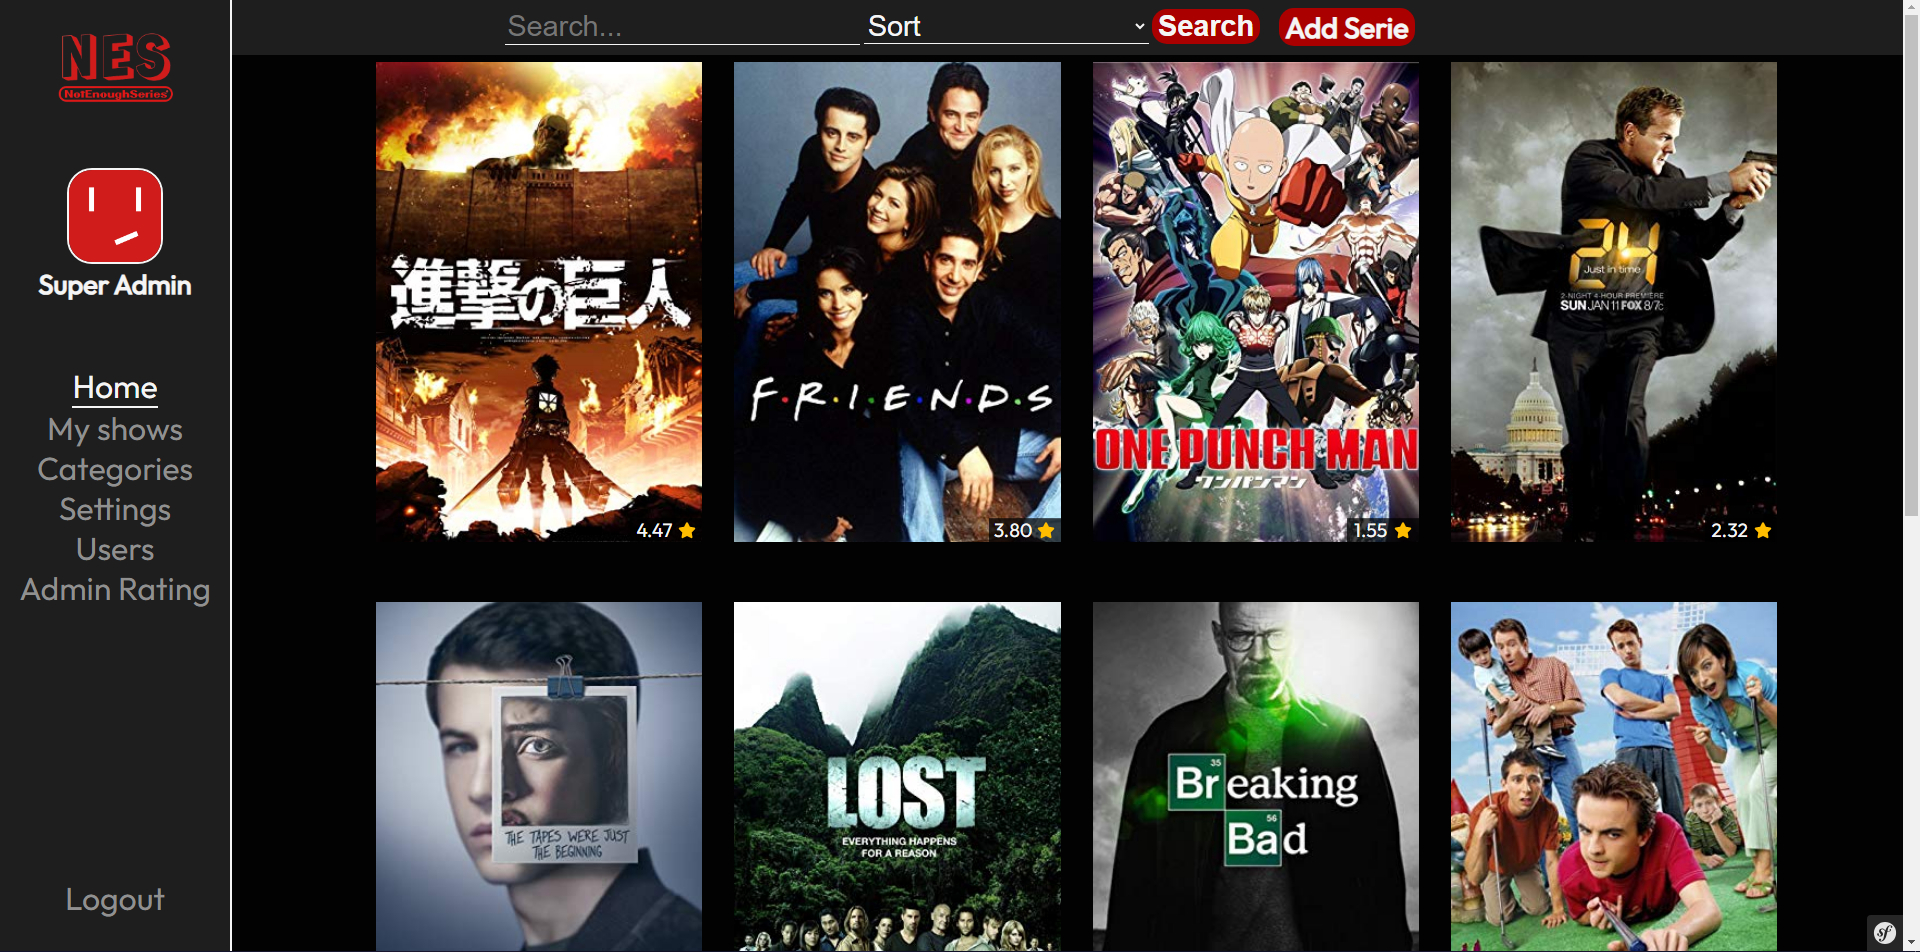 NES
NotEnoughSeries
Super Admin
Home
My shows
Categories
Settings
Users
Admin Rating
Logout
Search...
Sort
Search
Add Serie
進撃の巨人
4.47
F·R·I·E·N·D·S
3.80
ONE PUNCH MAN
ワンパンマン
1.55
24
Just in time
2-NIGHT 4-HOUR PREMIERE
SUN JAN 11 FOX 8/7c
2.32
THE TAPES WERE JUST
THE BEGINNING
LOST
EVERYTHING HAPPENS
FOR A REASON
35
Breaking
56
Bad
sf